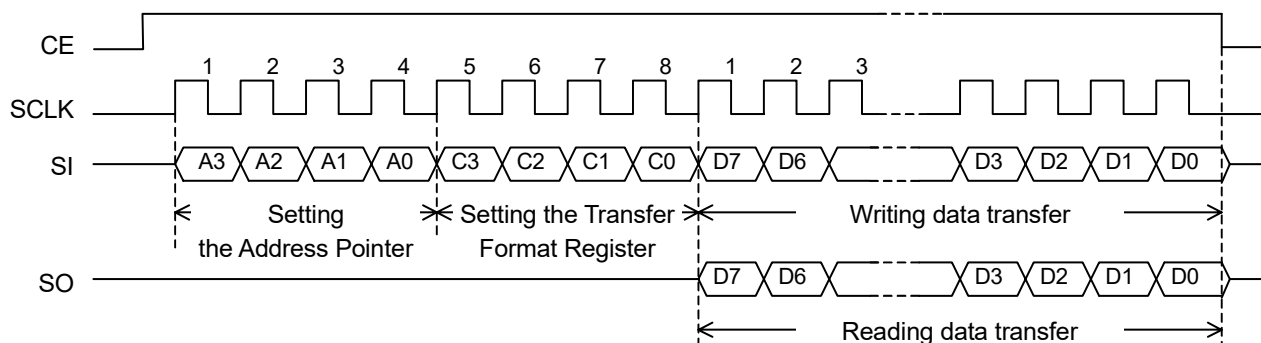 CE
1 2 3 4 5 6 7 8 1 2 3
SCLK
SI A3 A2 A1 A0 C3 C2 C1 C0 D7 D6 D3 D2 D1 D0
Setting Setting the Transfer Writing data transfer
the Address Pointer Format Register
SO D7 D6 D3 D2 D1 D0
Reading data transfer